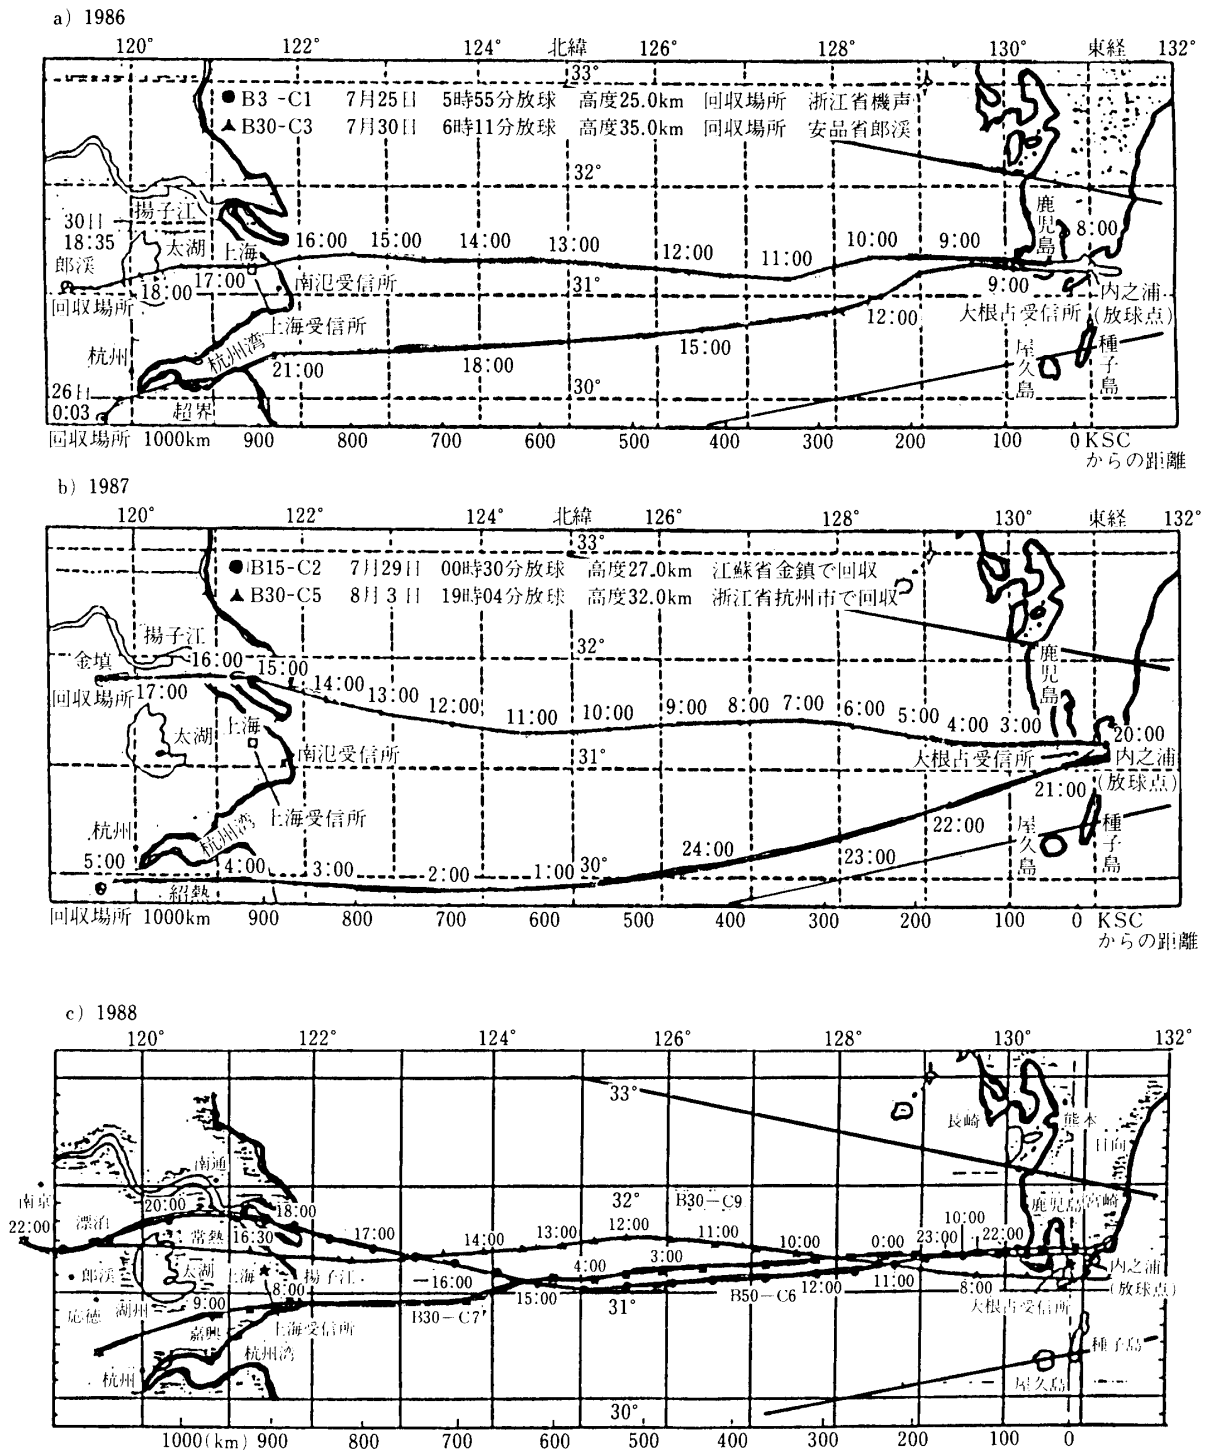 a) 1986
120° 122° 124° 北緯 126° 128° 130° 東経 132°
33°
●B3-C1 7月25日 5時55分放球 高度25.0km 回収場所 浙江省機声
▲B30-C3 7月30日 6時11分放球 高度35.0km 回収場所 安品省郎渓
32°
揚子江
30日
18:35
郎渓
回収場所
太湖
上海
鹿児島
8:00
16:00 15:00 14:00 13:00 12:00 11:00 10:00 9:00
18:00 17:00
南氾受信所
31°
9:00
大根占受信所
内之浦
(放球点)
上海受信所
12:00
杭州
杭州湾
15:00
屋久島
種子島
21:00 18:00
30°
26日
0:03
超界
回収場所 1000km 900 800 700 600 500 400 300 200 100 0 KSC
からの距離
b) 1987
120° 122° 124° 北緯 126° 128° 130° 東経 132°
33°
●B15-C2 7月29日 00時30分放球 高度27.0km 江蘇省金鎮で回収
▲B30-C5 8月3日 19時04分放球 高度32.0km 浙江省抗州市で回収
揚子江
32°
金填
回収場所
鹿児島
17:00 16:00 15:00 14:00 13:00 12:00 11:00 10:00 9:00 8:00 7:00 6:00 5:00 4:00 3:00
20:00
太湖
上海
南氾受信所
31°
大根占受信所
内之浦
(放球点)
21:00
上海受信所
杭州
杭州湾
22:00
屋久島
種子島
5:00 4:00 3:00 2:00 1:00 30° 24:00 23:00
紹熱
回収場所 1000km 900 800 700 600 500 400 300 200 100 0 KSC
からの距離
c) 1988
120° 122° 124° 126° 128° 130° 132°
33°
長崎
熊本
日向
南通
南京
32°
B30-C9
鹿児島
宮崎
22:00
漂泊
20:00 18:00
常熱
16:30
17:00 14:00 13:00 12:00 11:00 10:00 0:00 23:00 10:00 22:00
郎渓
太湖
上海
揚子江
16:00 4:00 3:00
内之浦
(放球点)
8:00
9:00
15:00
31°
B50-C6
12:00 11:00 8:00
大根古受信所
湖州
嘉興
上海受信所
B30-C7
杭州
杭州湾
種子島
屋久島
30°
1000(km) 900 800 700 600 500 400 300 200 100 0